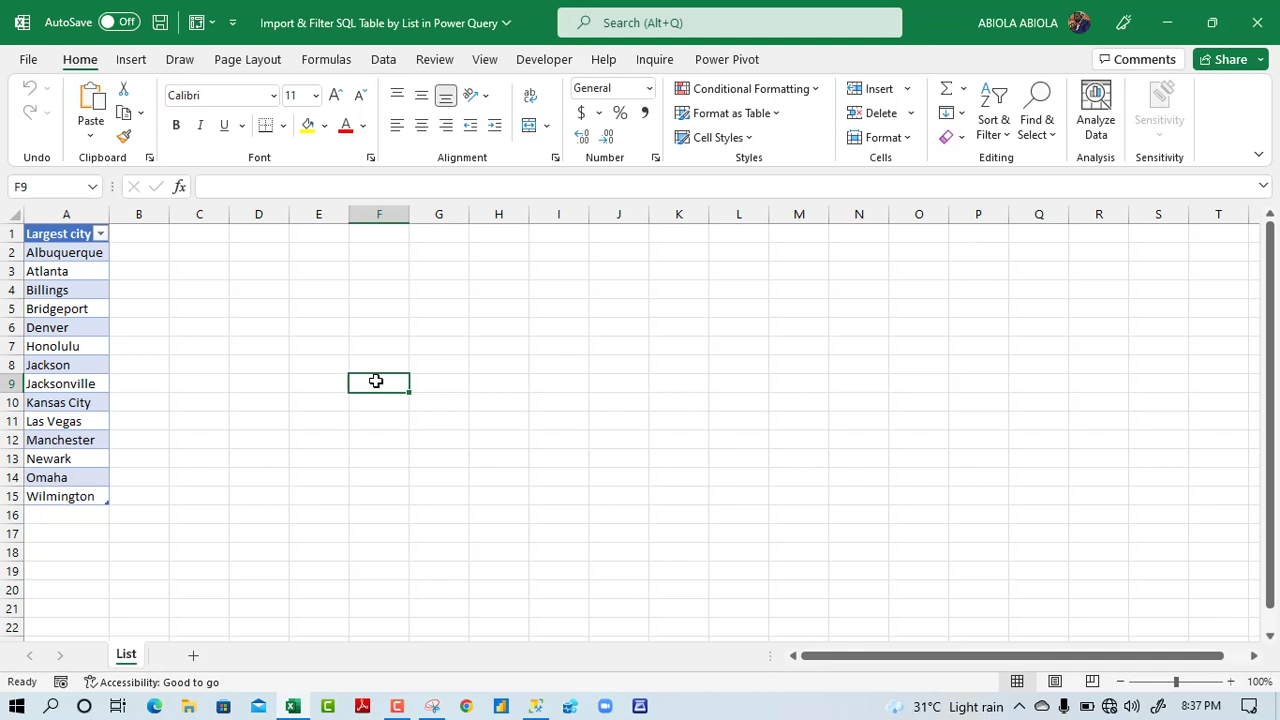 AutoSave Off Import & Filter SQL Table by List in Power Query Search (Alt+Q) ABIOLA ABIOLA
File Home Insert Draw Page Layout Formulas Data Review View Developer Help Inquire Power Pivot Comments Share
Calibri 11 General Conditional Formatting Insert
Paste Format as Table Delete Sort & Find & Analyze Sensitivity
Cell Styles Format Filter Select Data
Undo Clipboard Font Alignment Number Styles Cells Editing Analysis Sensitivity
F9 fx
A B C D E F G H I J K L M N O P Q R S T
1 Largest city
2 Albuquerque
3 Atlanta
4 Billings
5 Bridgeport
6 Denver
7 Honolulu
8 Jackson
9 Jacksonville
10 Kansas City
11 Las Vegas
12 Manchester
13 Newark
14 Omaha
15 Wilmington
16
17
18
19
20
21
22
List
Ready Accessibility: Good to go 100%
31°C Light rain 8:37 PM